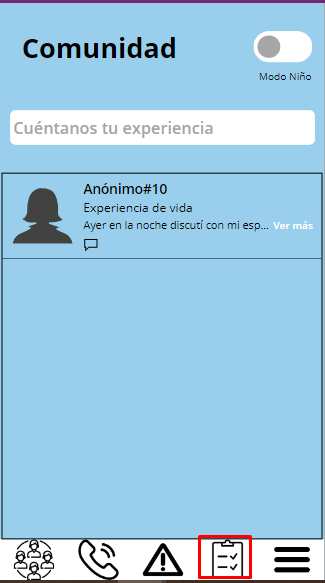 Comunidad
Modo Niño
Cuéntanos tu experiencia
Anónimo#10
Experiencia de vida
Ayer en la noche discutí con mi esp... Ver más